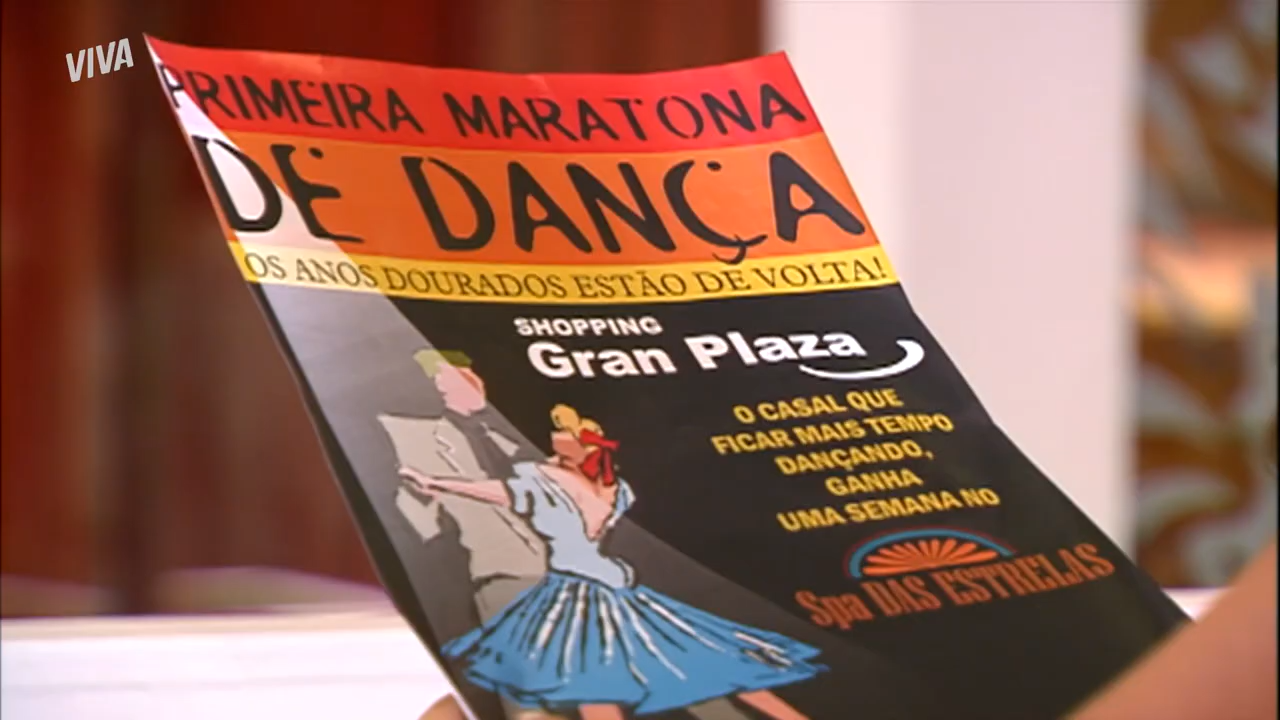 VIVA
PRIMEIRA MARATONA
DE DANÇA
OS ANOS DOURADOS ESTÃO DE VOLTA!
SHOPPING
Gran Plaza
O CASAL QUE
FICAR MAIS TEMPO
DANÇANDO,
GANHA
UMA SEMANA NO
Spa DAS ESTRELAS